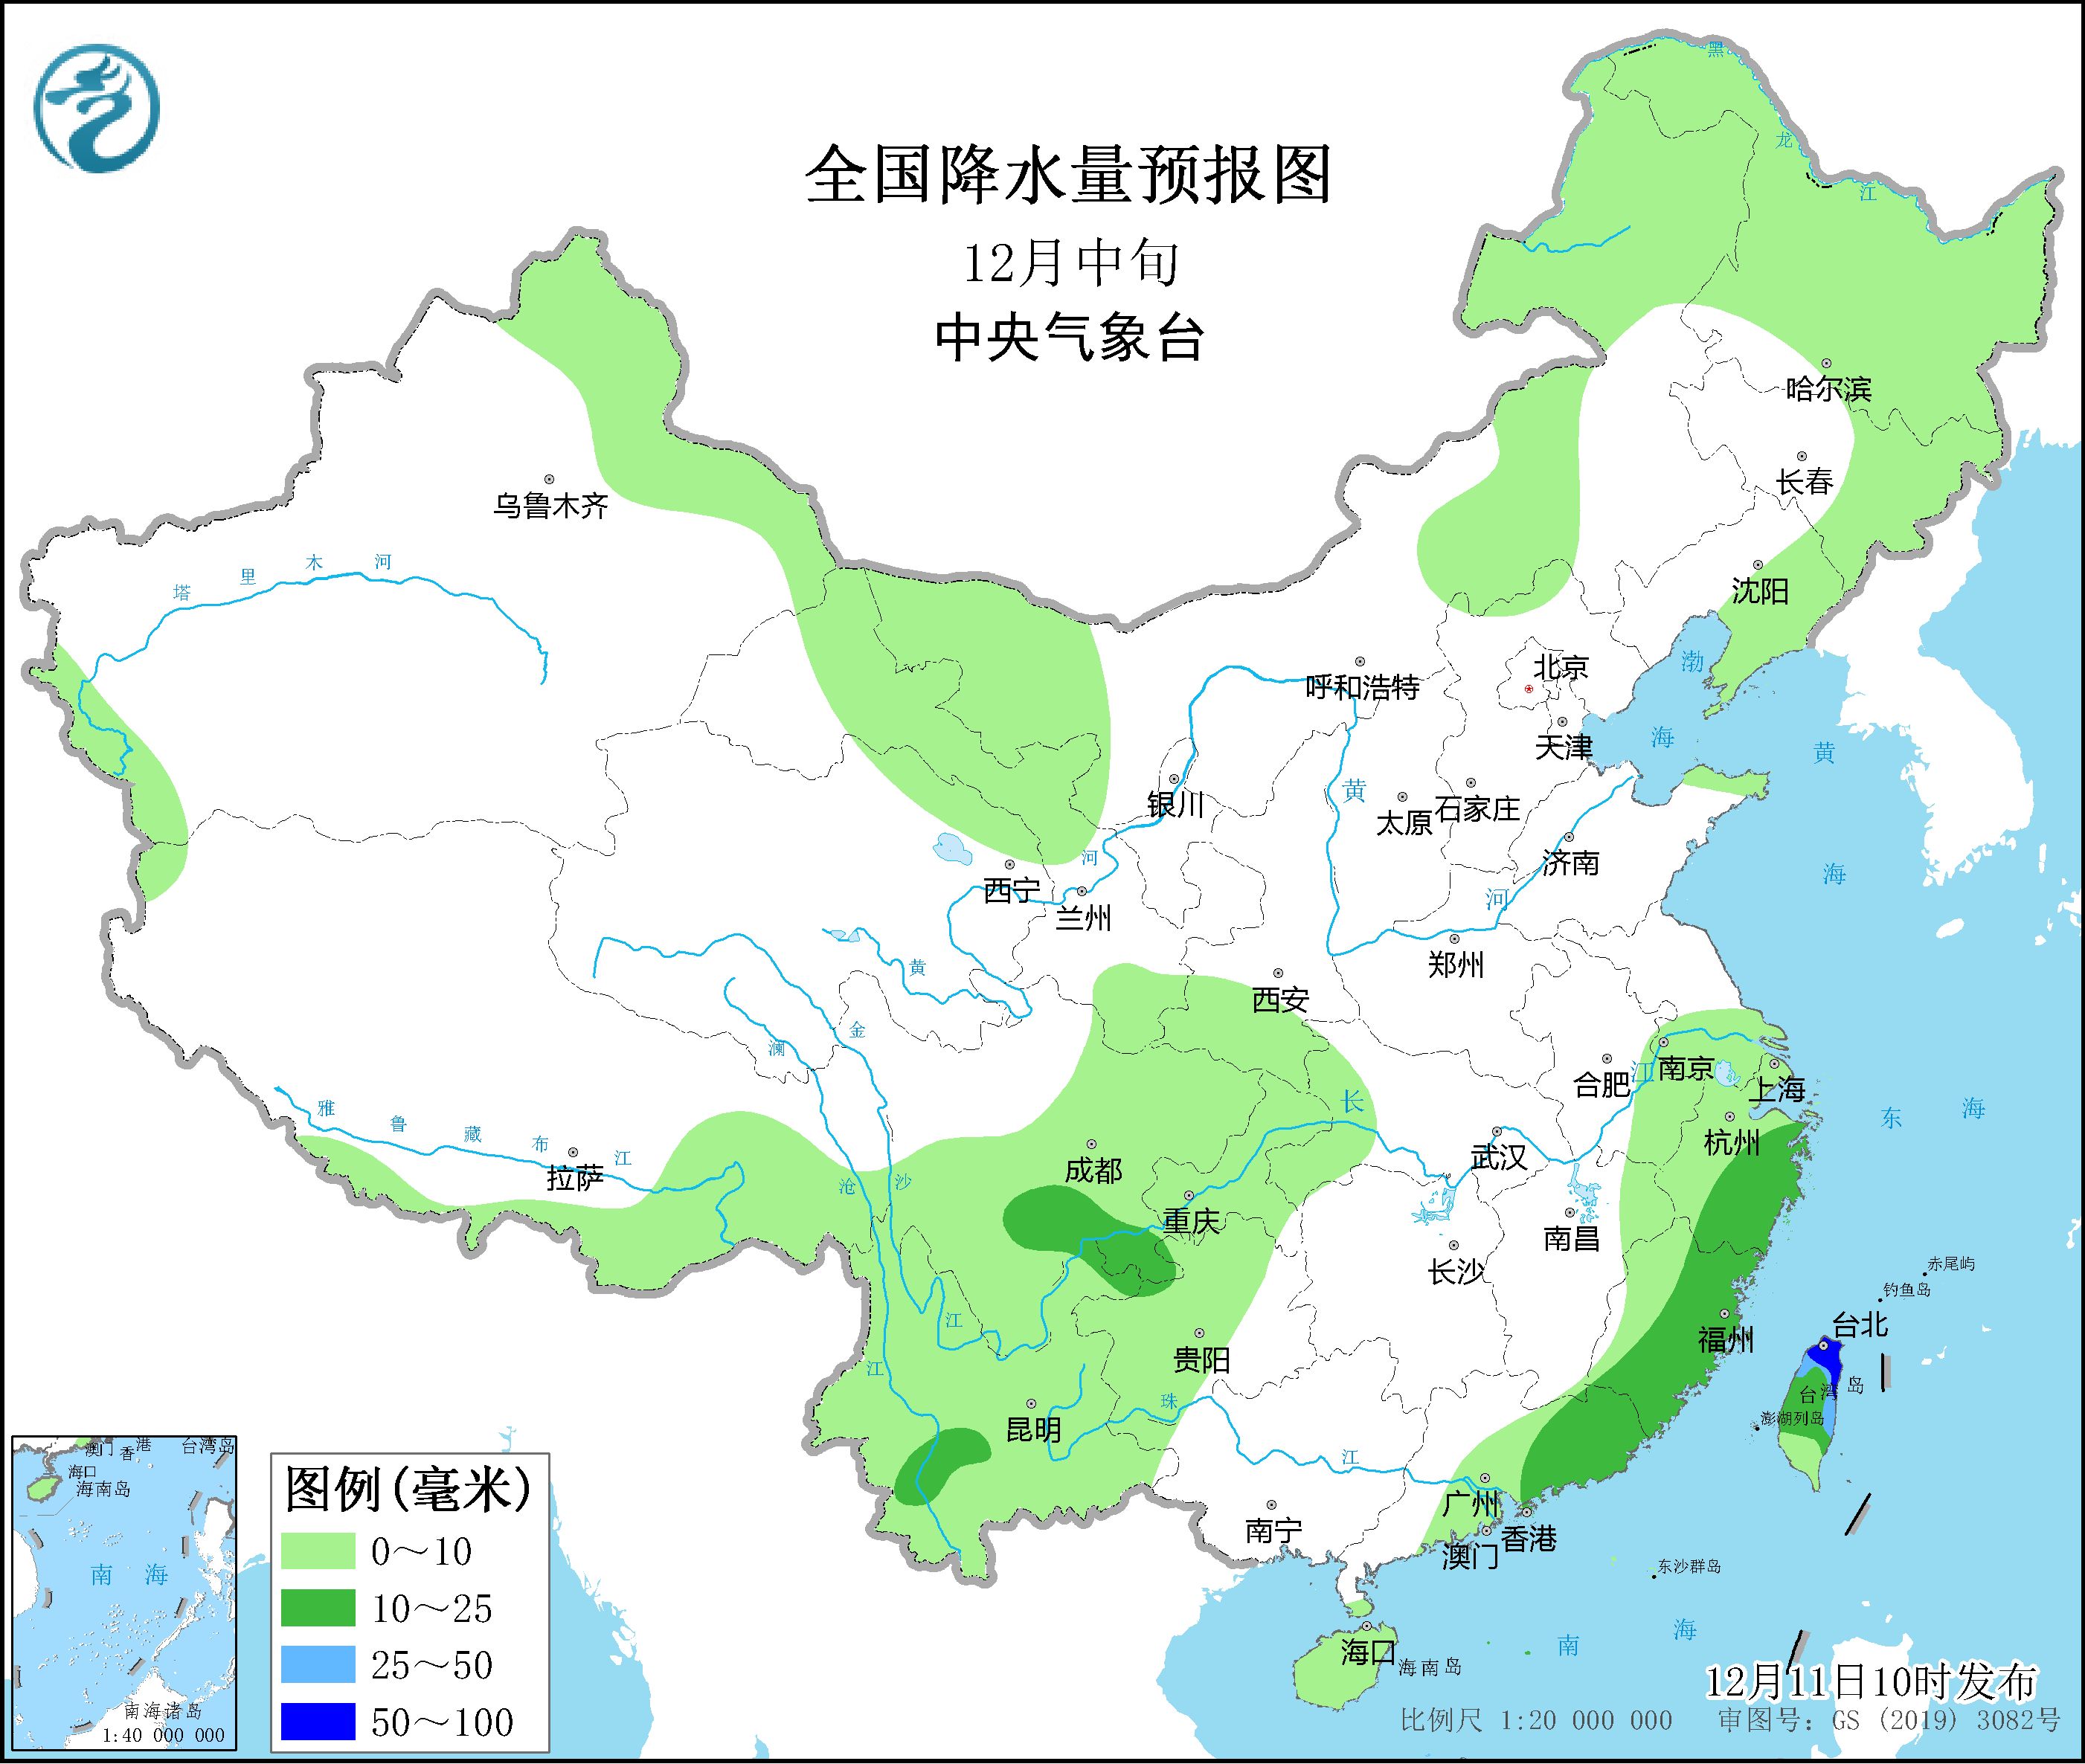 全国降水量预报图
12月中旬
中央气象台
黑
龙
江
哈尔滨
长春
沈阳
乌鲁木齐
塔里木河
北京
呼和浩特
渤
海
天津
黄
海
银川
黄
太原
石家庄
济南
河
西宁
兰州
河
郑州
黄
西安
金
澜
南京
合肥
江
上海
长
东海
雅鲁藏布江
拉萨
杭州
武汉
成都
沧
沙
重庆
南昌
长沙
赤尾屿
钓鱼岛
台北
福州
江
贵阳
江
台湾岛
珠
澎湖列岛
昆明
江
广州
南宁
香港
澳门
东沙群岛
南海
海口
海南岛
澳门
香港
台湾岛
海口
海南岛
南海
南海诸岛
1:40 000 000
图例(毫米)
0～10
10～25
25～50
50～100
12月11日10时发布
比例尺 1:20 000 000
审图号: GS (2019) 3082号